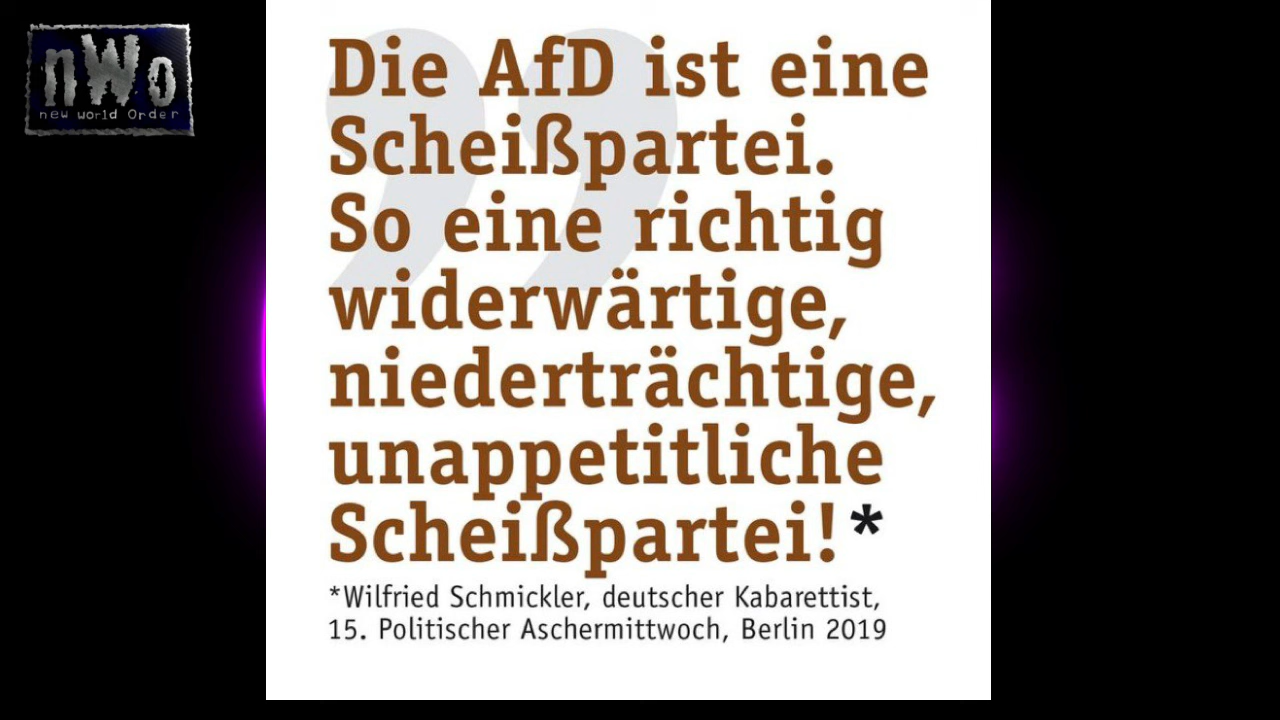 nWo
new world Order
Die AfD ist eine
Scheißpartei.
So eine richtig
widerwärtige,
niederträchtige,
unappetitliche
Scheißpartei!*
*Wilfried Schmickler, deutscher Kabarettist,
15. Politischer Aschermittwoch, Berlin 2019